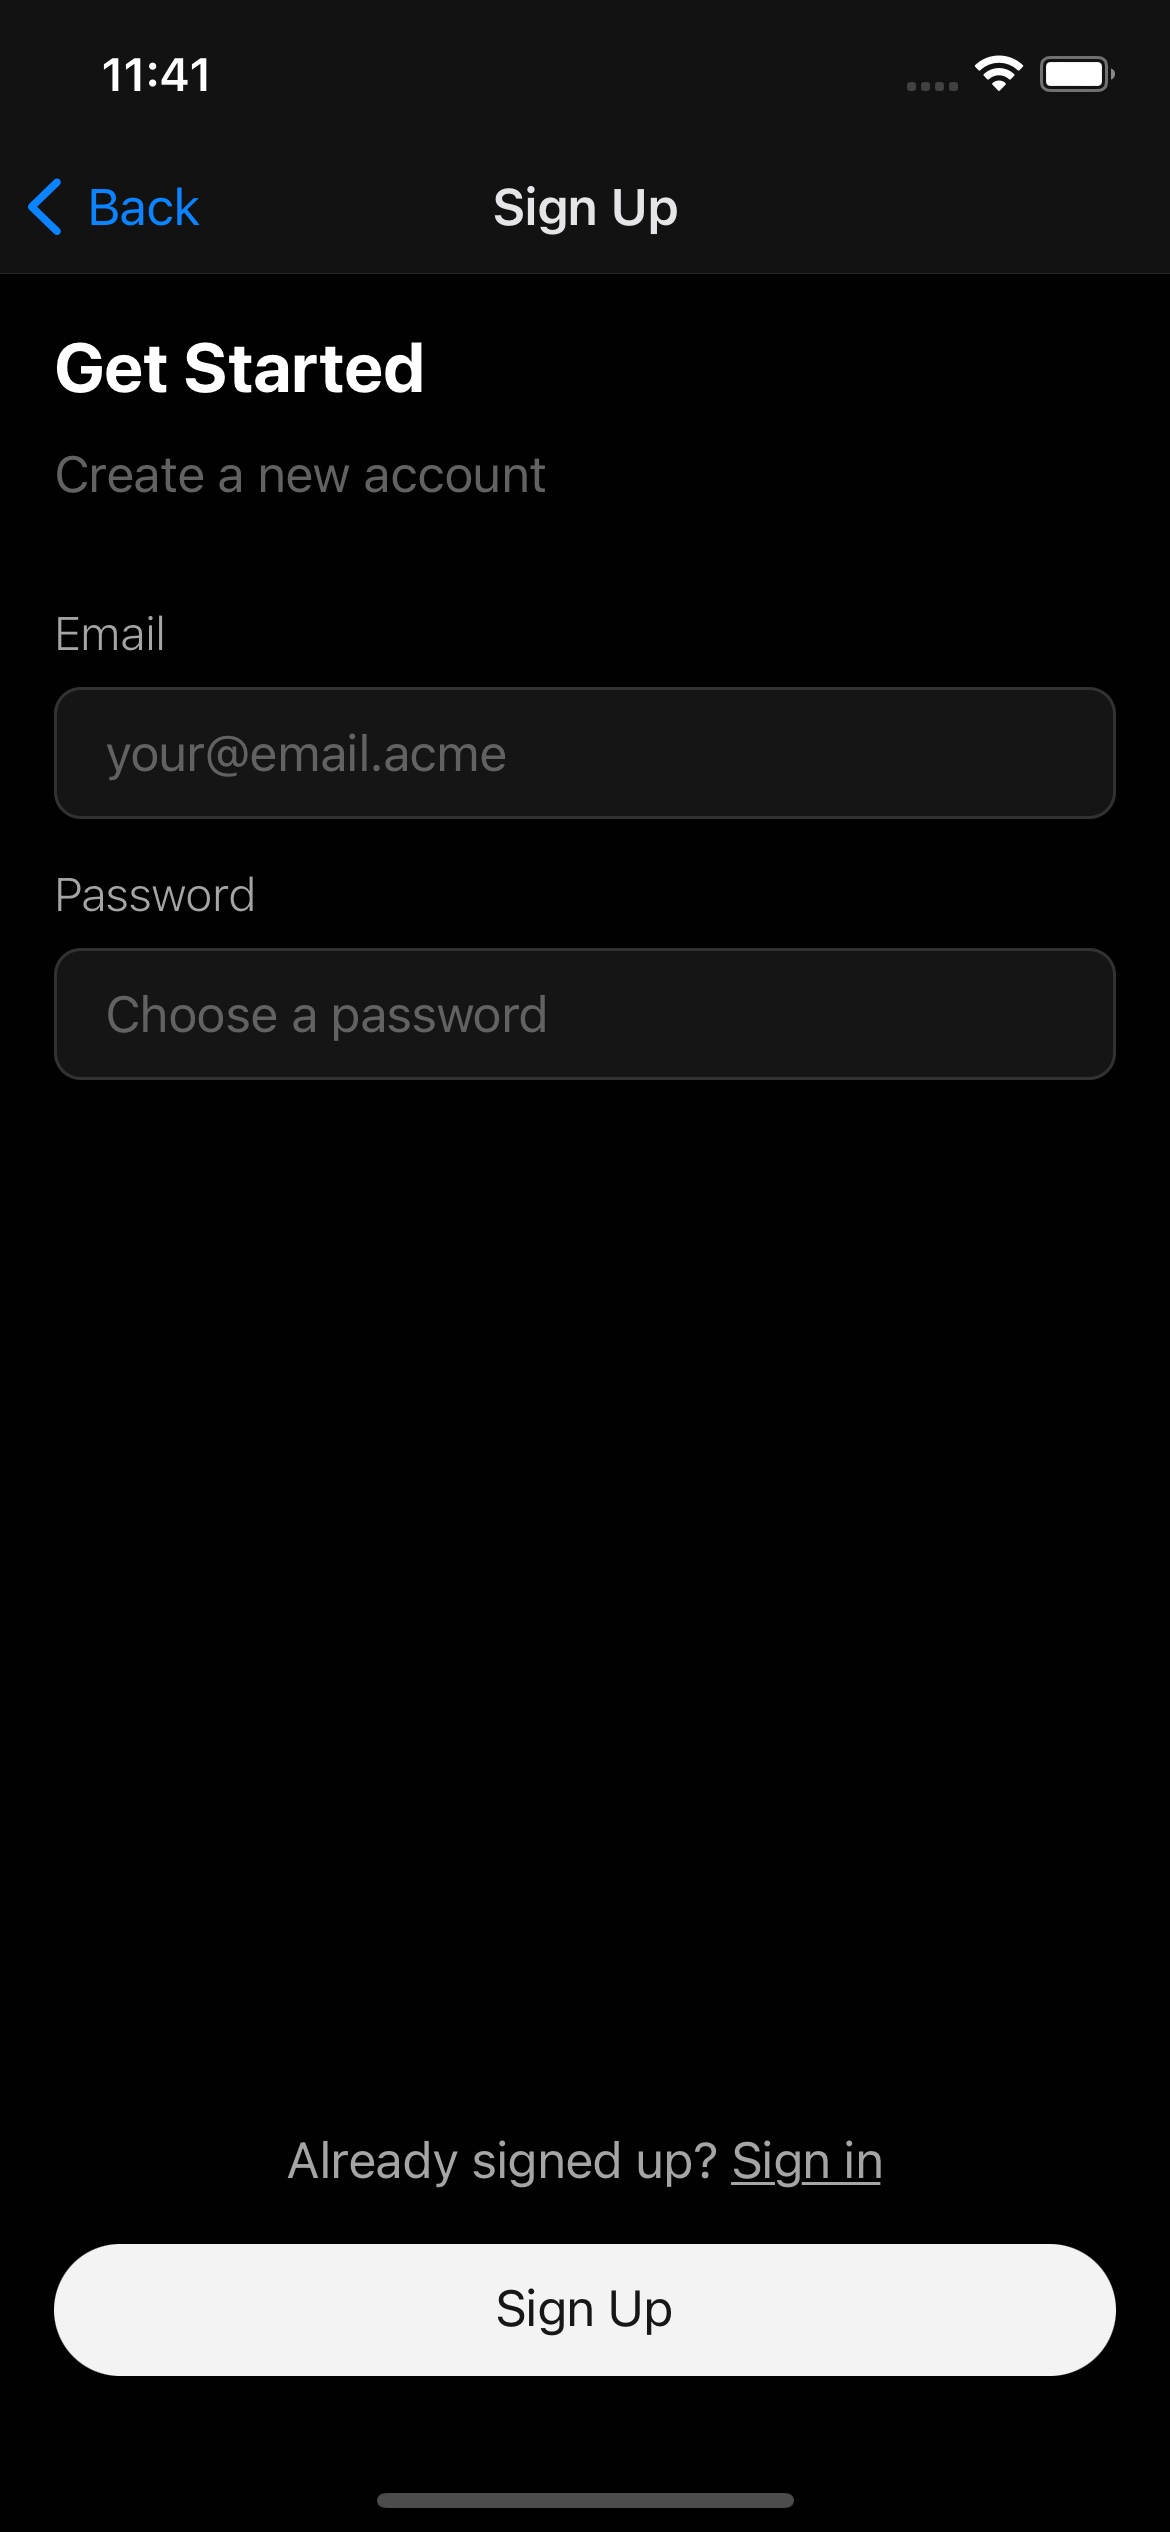 11:41
Back
Sign Up
Get Started
Create a new account
Email
your@email.acme
Password
Choose a password
Already signed up? Sign in
Sign Up